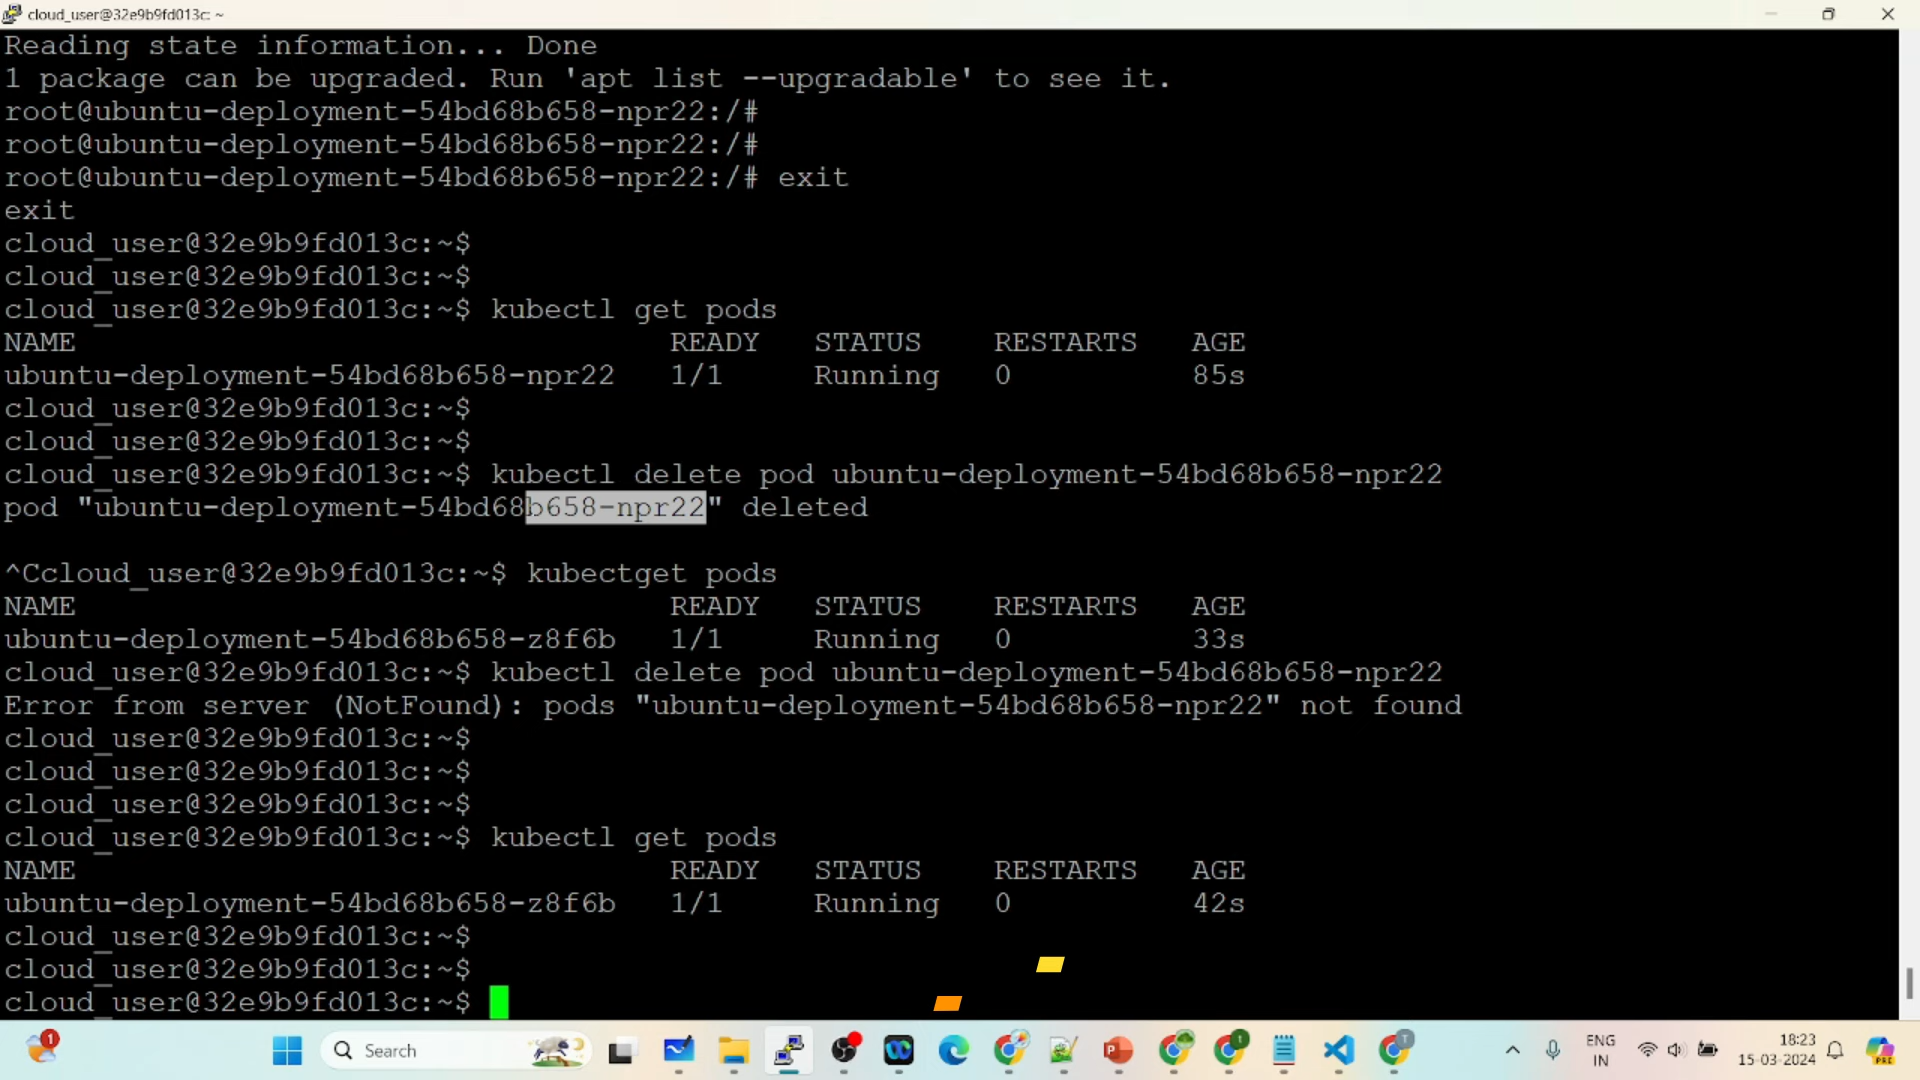 cloud_user@32e9b9fd013c: ~
Reading state information... Done
1 package can be upgraded. Run 'apt list --upgradable' to see it.
root@ubuntu-deployment-54bd68b658-npr22:/#
root@ubuntu-deployment-54bd68b658-npr22:/#
root@ubuntu-deployment-54bd68b658-npr22:/# exit
exit
cloud_user@32e9b9fd013c:~$
cloud_user@32e9b9fd013c:~$
cloud_user@32e9b9fd013c:~$ kubectl get pods
NAME READY STATUS RESTARTS AGE
ubuntu-deployment-54bd68b658-npr22 1/1 Running 0 85s
cloud_user@32e9b9fd013c:~$
cloud_user@32e9b9fd013c:~$
cloud_user@32e9b9fd013c:~$ kubectl delete pod ubuntu-deployment-54bd68b658-npr22
pod "ubuntu-deployment-54bd68b658-npr22" deleted
^Ccloud_user@32e9b9fd013c:~$ kubectget pods
NAME READY STATUS RESTARTS AGE
ubuntu-deployment-54bd68b658-z8f6b 1/1 Running 0 33s
cloud_user@32e9b9fd013c:~$ kubectl delete pod ubuntu-deployment-54bd68b658-npr22
Error from server (NotFound): pods "ubuntu-deployment-54bd68b658-npr22" not found
cloud_user@32e9b9fd013c:~$
cloud_user@32e9b9fd013c:~$
cloud_user@32e9b9fd013c:~$
cloud_user@32e9b9fd013c:~$ kubectl get pods
NAME READY STATUS RESTARTS AGE
ubuntu-deployment-54bd68b658-z8f6b 1/1 Running 0 42s
cloud_user@32e9b9fd013c:~$
cloud_user@32e9b9fd013c:~$
cloud_user@32e9b9fd013c:~$
1
Search
1
T
ENG
IN
18:23
15-03-2024
PRE